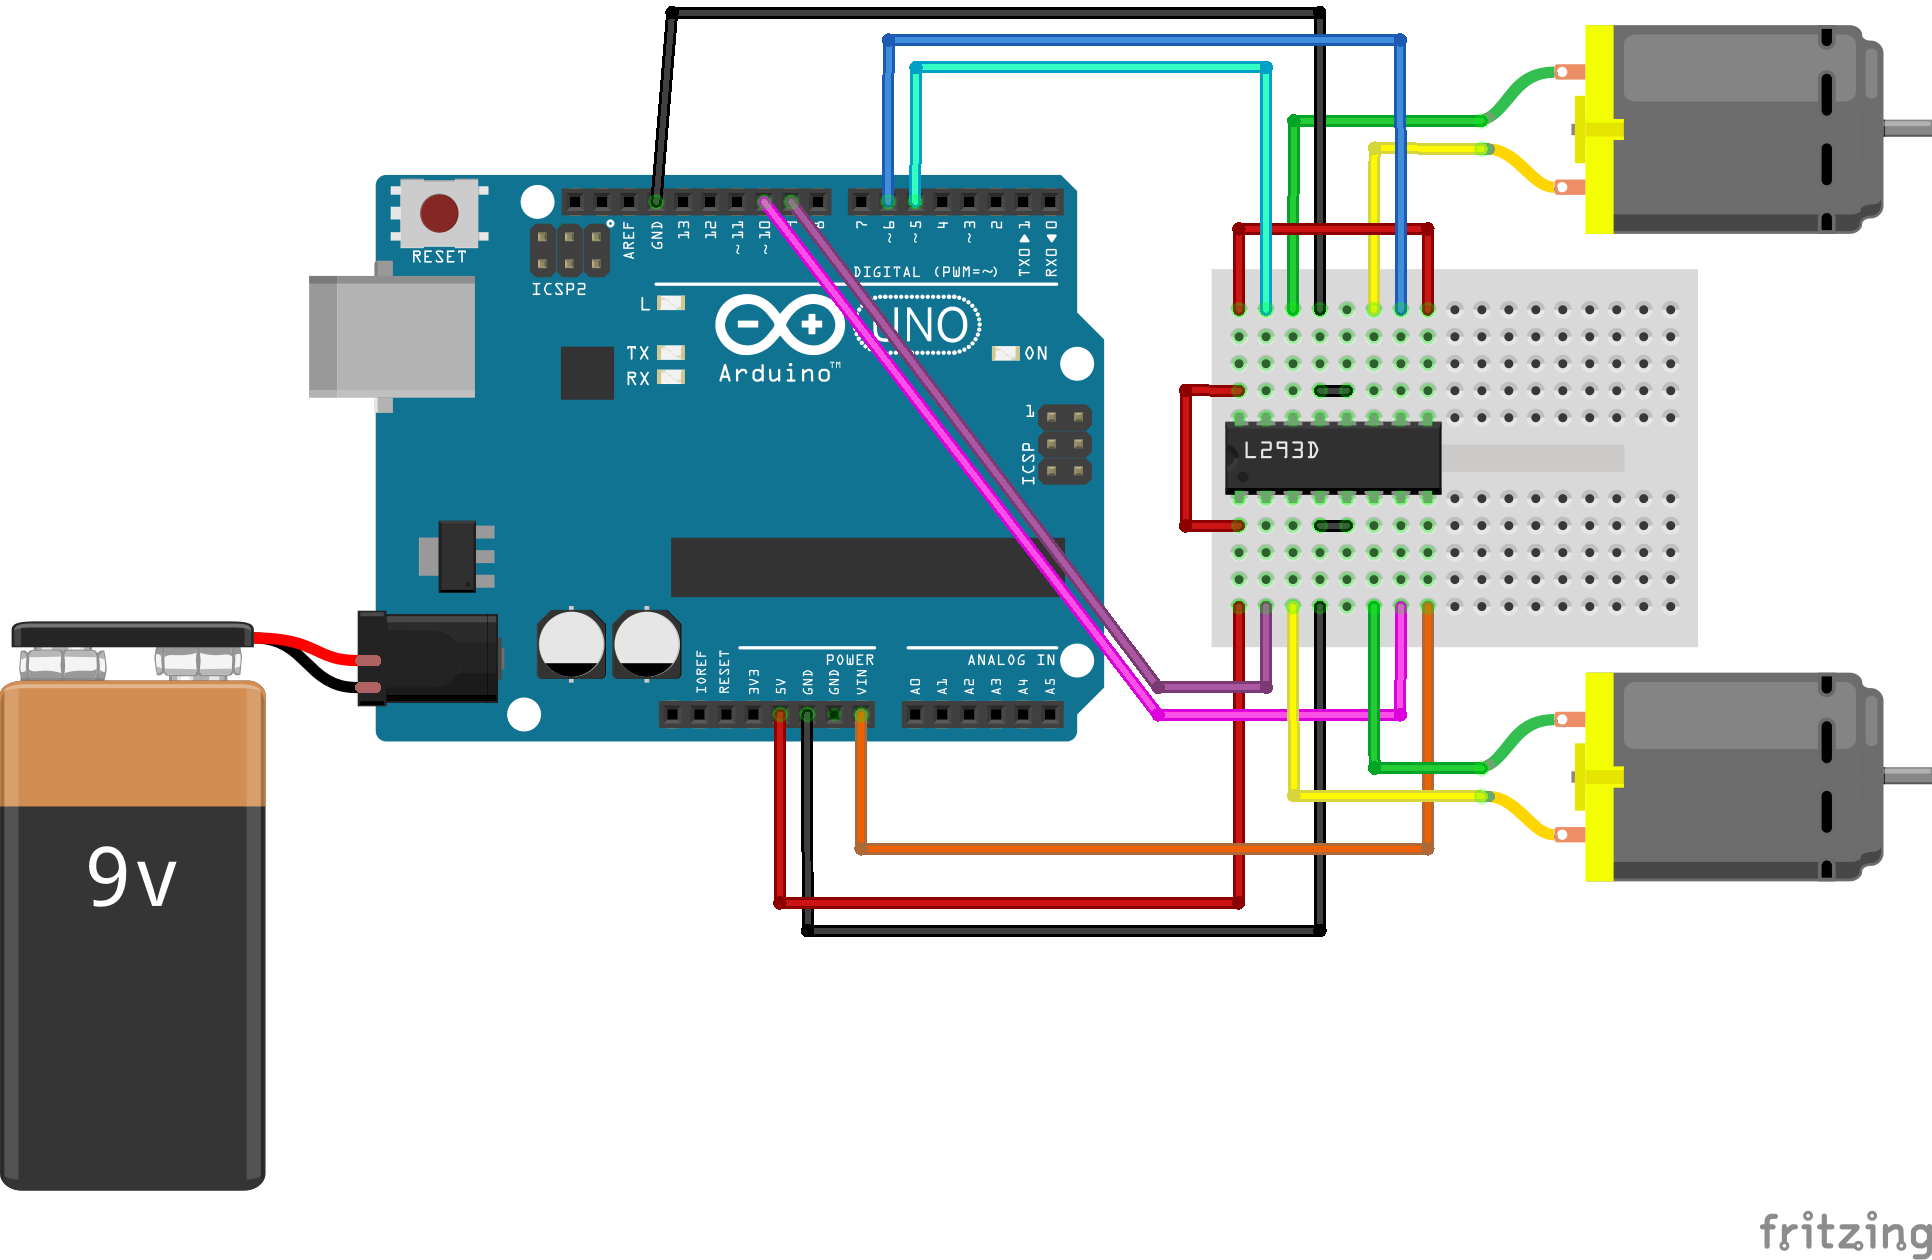 RESET
ICSP2
AREF
GND
13
12
~11
~10
9
8
7
~6
~5
4
~3
2
TX0▶1
RX0◀0
DIGITAL (PWM=~)
L
TX
RX
Arduino™
UNO
ON
1
ICSP
L293D
IOREF
RESET
3V3
5V
GND
GND
VIN
POWER
ANALOG IN
A0
A1
A2
A3
A4
A5
9v
fritzing